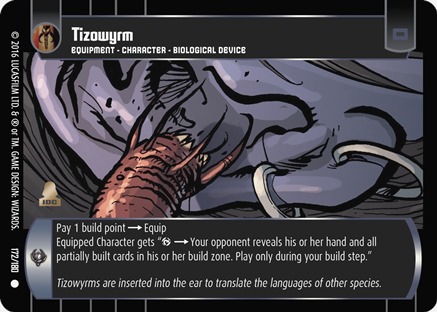 Tizowyrm
EQUIPMENT - CHARACTER - BIOLOGICAL DEVICE
© 2016 LUCASFILM LTD. & ® or TM. GAME DESIGN: WIZARDS.
IDC
Pay 1 build point → Equip
Equipped Character gets "→Your opponent reveals his or her hand and all
partially built cards in his or her build zone. Play only during your build step."
Tizowyrms are inserted into the ear to translate the languages of other species.
172/180